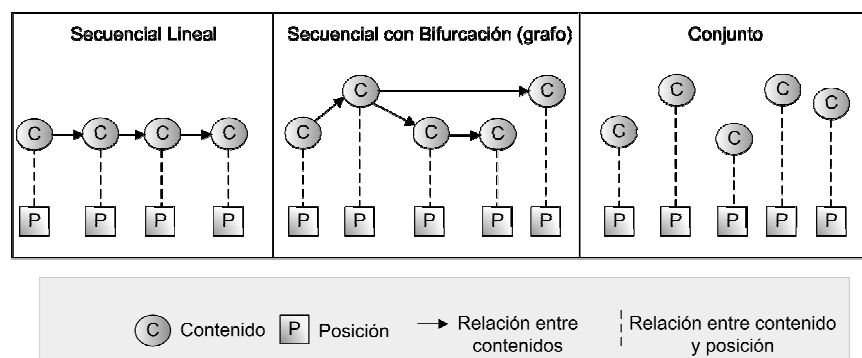 Secuencial Lineal
Secuencial con Bifurcación (grafo)
Conjunto
C C C C
P P P P
C C
C C C
P P P P P
C C C
C C
P P P P P
C Contenido
P Posición
Relación entre
contenidos
Relación entre contenido
y posición